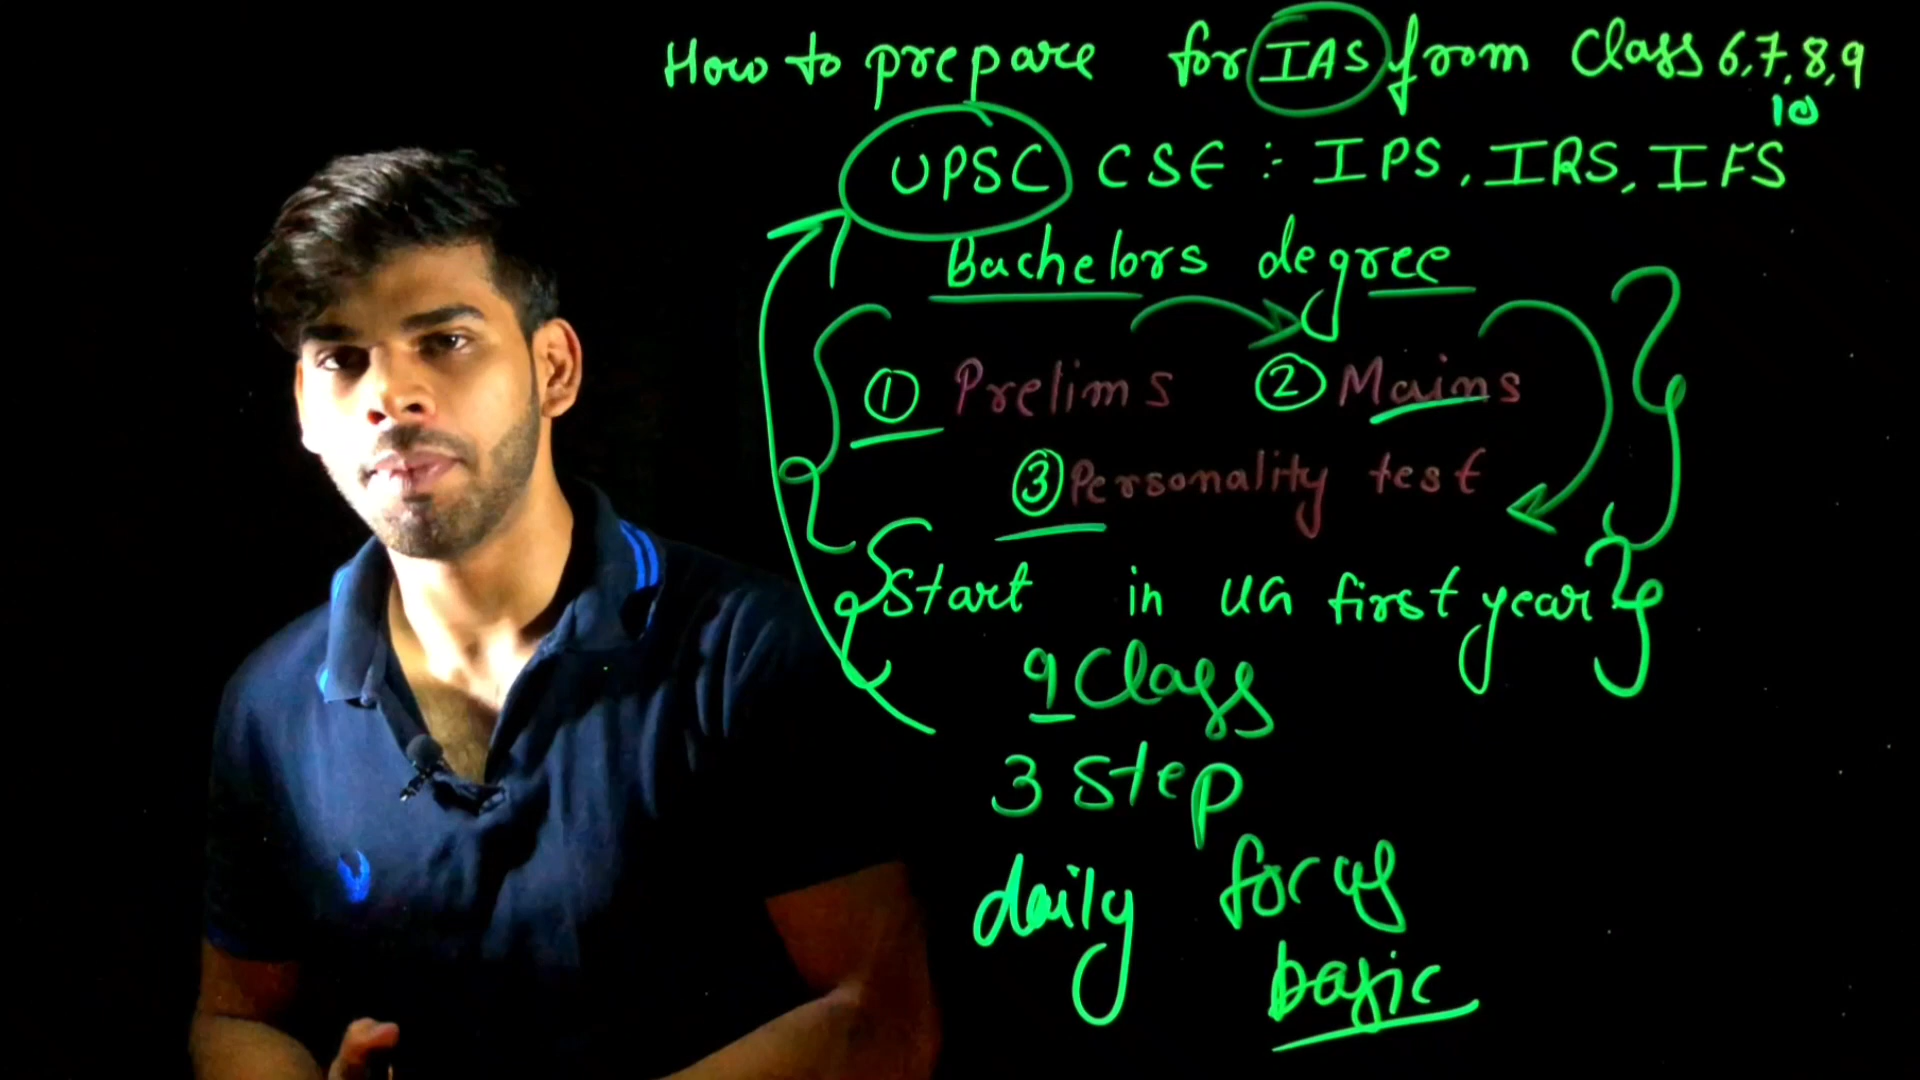 How to prepare for IAS from Class 6,7,8,9
10
UPSC CSE :- IPS, IRS, IFS
Bachelors degree
① Prelims ② Mains
③ Personality test
Start in UG first year
9 Class
3 Step
daily
basic